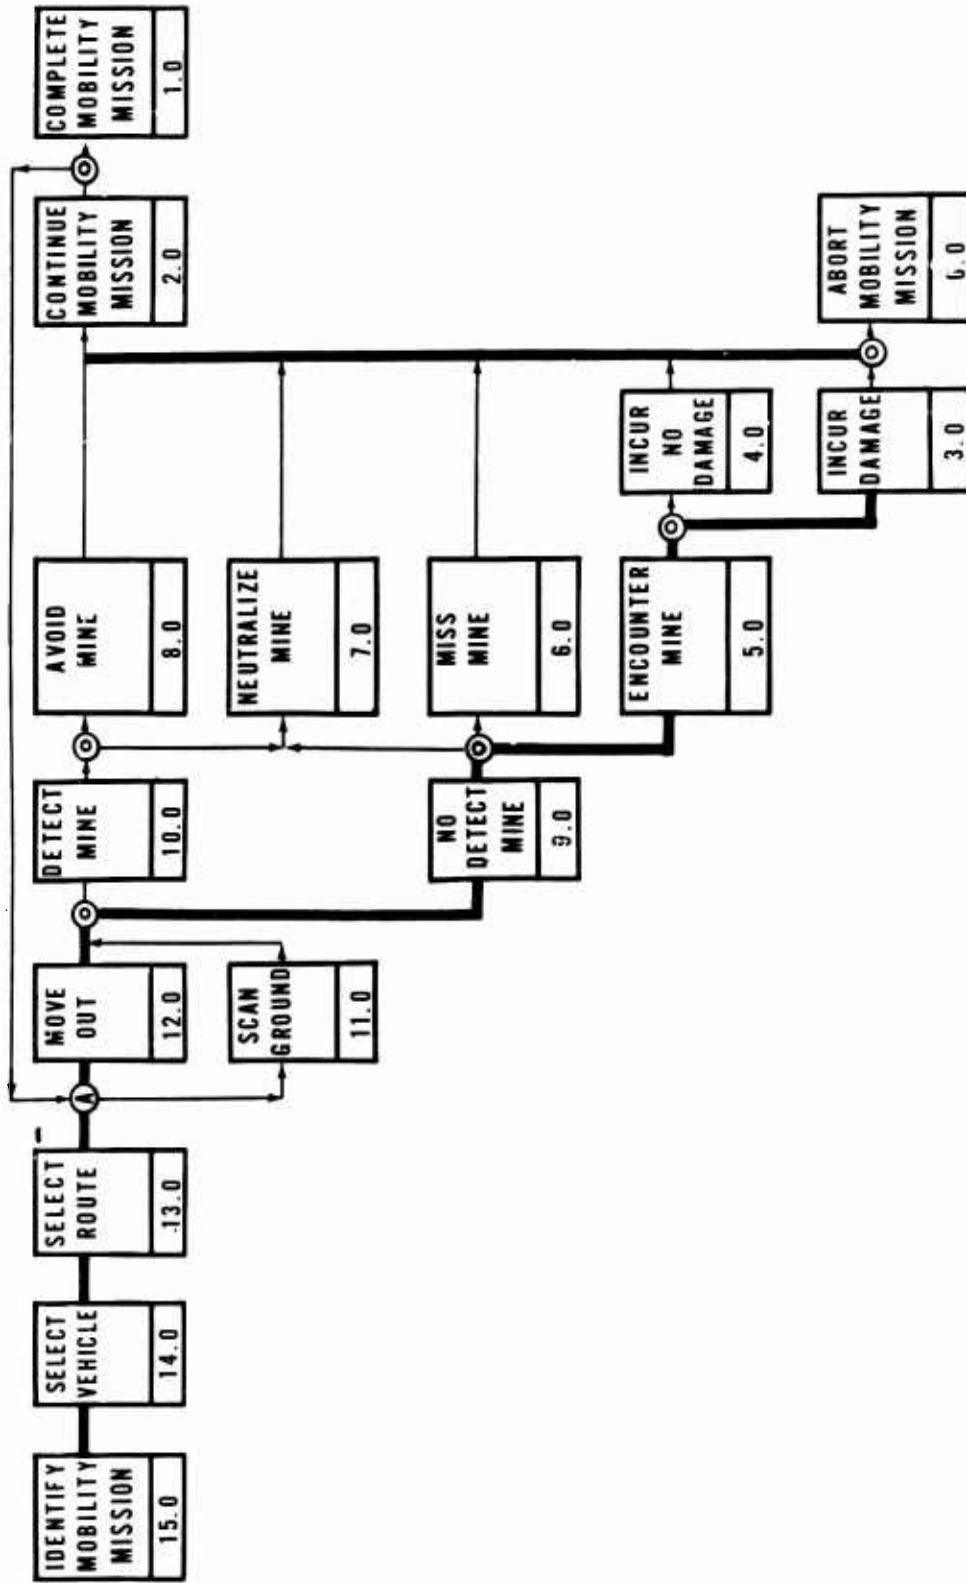 IDENTIFY
MOBILITY
MISSION
15.0
SELECT
VEHICLE
14.0
SELECT
ROUTE
13.0
A
MOVE
OUT
12.0
SCAN
GROUND
11.0
O
DETECT
MINE
10.0
NO
DETECT
MINE
9.0
O
O
AVOID
MINE
8.0
NEUTRALIZE
MINE
7.0
MISS
MINE
6.0
ENCOUNTER
MINE
5.0
O
INCUR
NO
DAMAGE
4.0
INCUR
DAMAGE
3.0
O
CONTINUE
MOBILITY
MISSION
2.0
ABORT
MOBILITY
MISSION
O
COMPLETE
MOBILITY
MISSION
1.0